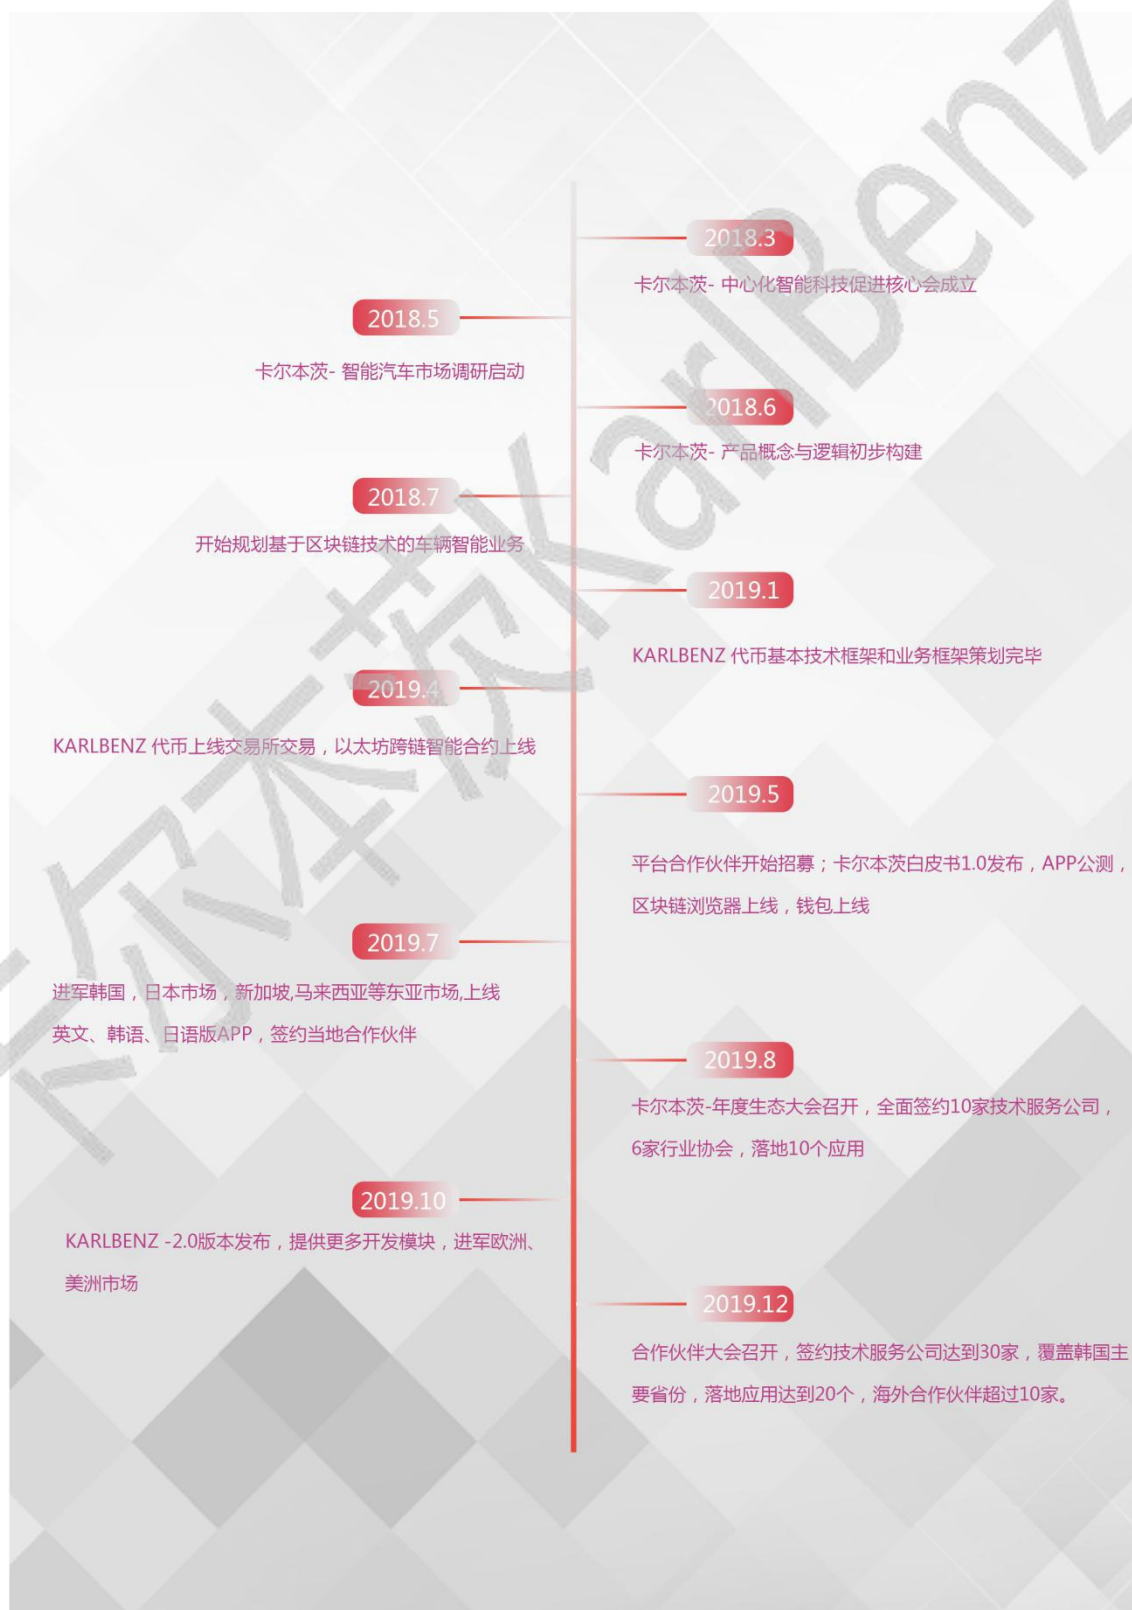 2018.3
卡尔本茨- 中心化智能科技促进核心会成立
2018.5
卡尔本茨- 智能汽车市场调研启动
2018.6
卡尔本茨- 产品概念与逻辑初步构建
2018.7
开始规划基于区块链技术的车辆智能业务
2019.1
KARLBENZ 代币基本技术框架和业务框架策划完毕
2019.4
KARLBENZ 代币上线交易所交易，以太坊跨链智能合约上线
2019.5
平台合作伙伴开始招募；卡尔本茨白皮书1.0发布，APP公测，
区块链浏览器上线，钱包上线
2019.7
进军韩国，日本市场，新加坡,马来西亚等东亚市场,上线
英文、韩语、日语版APP，签约当地合作伙伴
2019.8
卡尔本茨-年度生态大会召开，全面签约10家技术服务公司，
6家行业协会，落地10个应用
2019.10
KARLBENZ -2.0版本发布，提供更多开发模块，进军欧洲、
美洲市场
2019.12
合作伙伴大会召开，签约技术服务公司达到30家，覆盖韩国主
要省份，落地应用达到20个，海外合作伙伴超过10家。
卡尔本茨KarlBenz